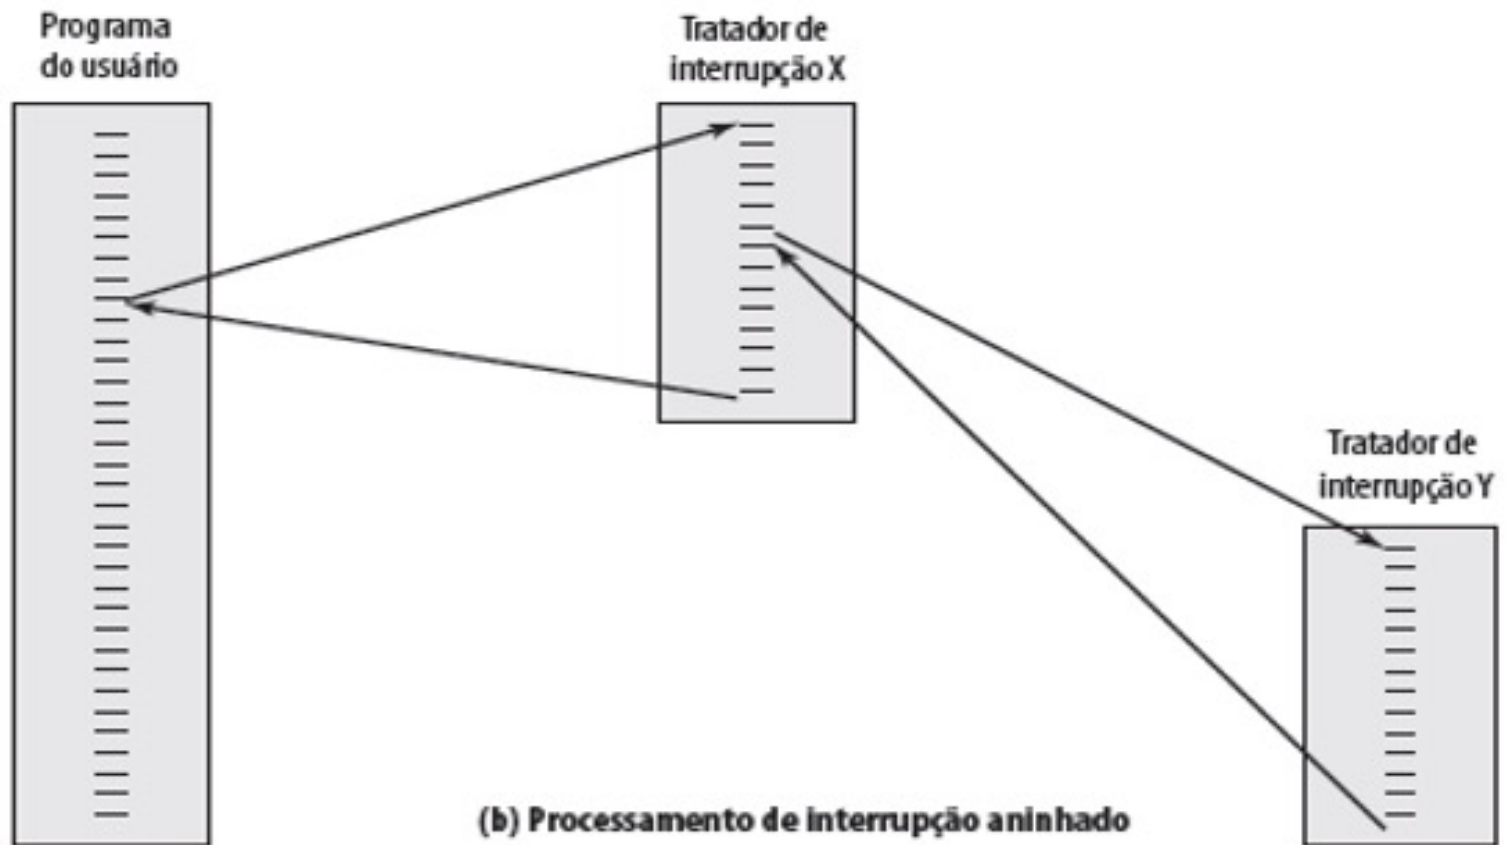 Programa
do usuário
Tratador de
interrupção X
Tratador de
interrupção Y
(b) Processamento de interrupção aninhado